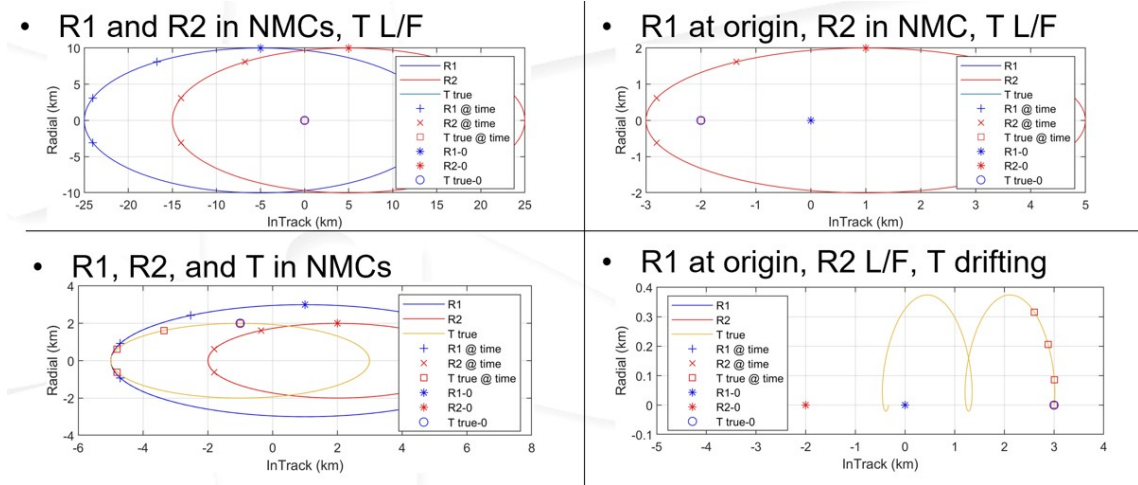 • R1 and R2 in NMCs, T L/F
10
5
0
-5
-10
Radial (km)
-25 -20 -15 -10 -5 0 5 10 15 20 25
InTrack (km)
R1
R2
T true
R1 @ time
R2 @ time
T true @ time
R1-0
R2-0
T true-0
• R1 at origin, R2 in NMC, T L/F
2
1
0
-1
-2
Radial (km)
-3 -2 -1 0 1 2 3 4 5
InTrack (km)
R1
R2
T true
R1 @ time
R2 @ time
T true @ time
R1-0
R2-0
T true-0
• R1, R2, and T in NMCs
4
2
0
-2
-4
Radial (km)
-6 -4 -2 0 2 4 6 8
InTrack (km)
R1
R2
T true
R1 @ time
R2 @ time
T true @ time
R1-0
R2-0
T true-0
• R1 at origin, R2 L/F, T drifting
0.4
0.3
0.2
0.1
0
-0.1
Radial (km)
-5 -4 -3 -2 -1 0 1 2 3 4
InTrack (km)
R1
R2
T true
R1 @ time
R2 @ time
T true @ time
R1-0
R2-0
T true-0